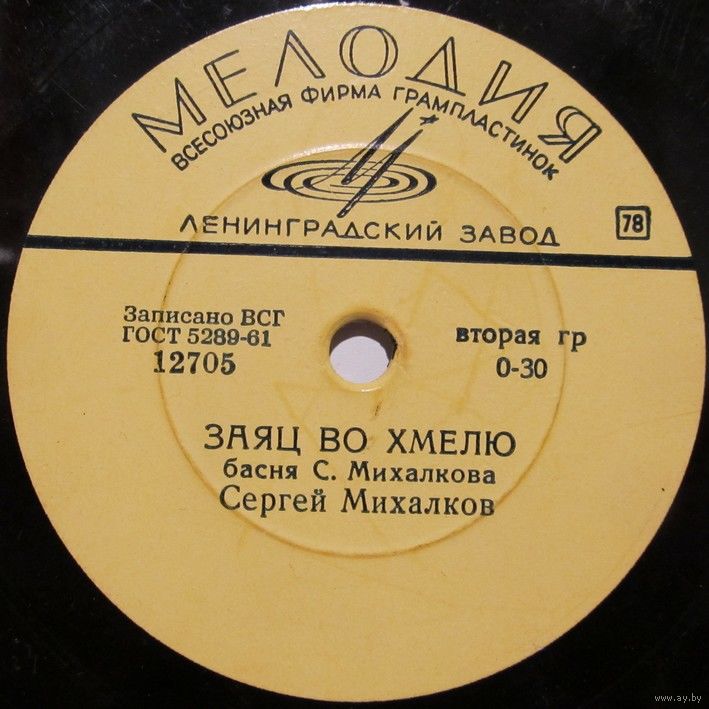 МЕЛОДИЯ
ВСЕСОЮЗНАЯ ФИРМА ГРАМПЛАСТИНОК
ЛЕНИНГРАДСКИЙ ЗАВОД
78
Записано ВСГ
ГОСТ 5289-61
12705
вторая гр
0-30
ЗАЯЦ ВО ХМЕЛЮ
басня С. Михалкова
Сергей Михалков
www.ay.by